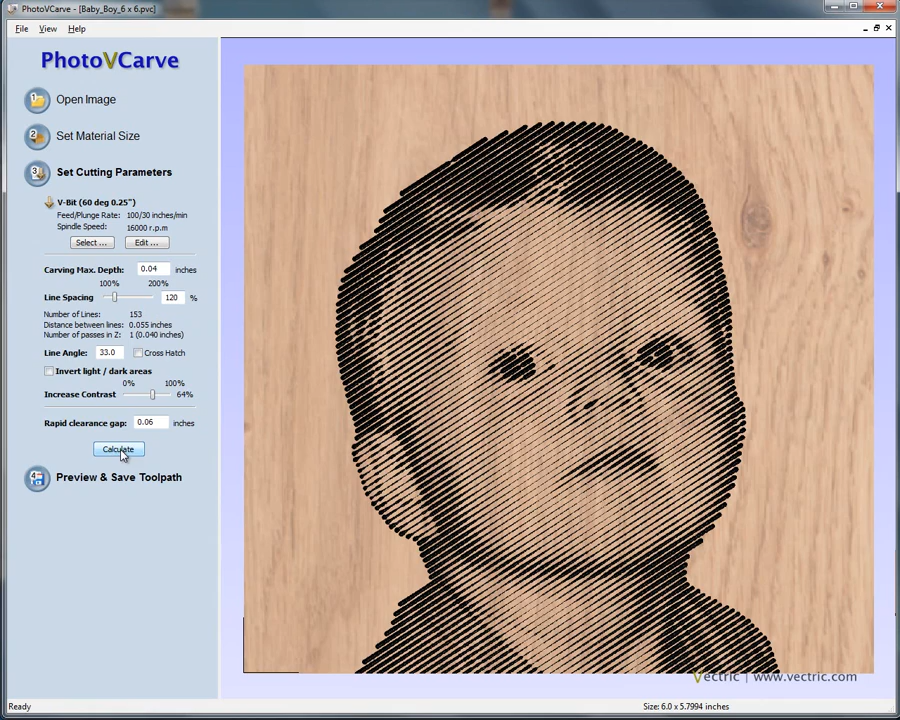 PhotoVCarve - [Baby_Boy_6 x 6.pvc]
File View Help
PhotoVCarve
1 Open Image
2 Set Material Size
3 Set Cutting Parameters
V-Bit (60 deg 0.25")
Feed/Plunge Rate: 100/30 inches/min
Spindle Speed: 16000 r.p.m
Select ... Edit ...
Carving Max. Depth: 0.04 inches
100% 200%
Line Spacing 120 %
Number of Lines: 153
Distance between lines: 0.055 inches
Number of passes in Z: 1 (0.040 inches)
Line Angle: 33.0 Cross Hatch
Invert light / dark areas
0% 100%
Increase Contrast 64%
Rapid clearance gap: 0.06 inches
Calculate
4 Preview & Save Toolpath
Vectric | www.vectric.com
Ready Size: 6.0 x 5.7994 inches